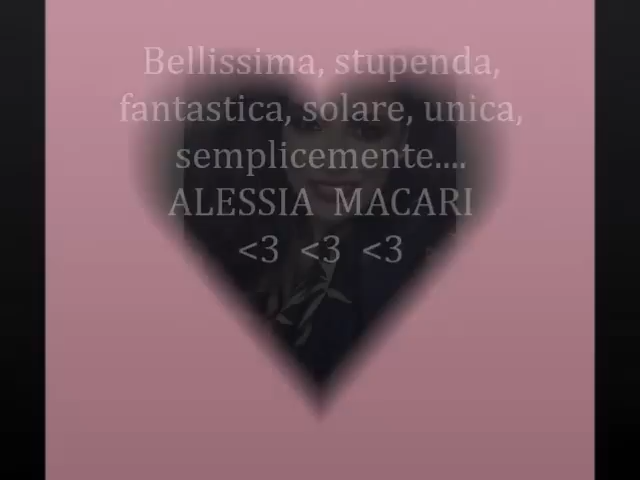 Bellissima, stupenda,
fantastica, solare, unica,
semplicemente....
ALESSIA MACARI
<3 <3 <3